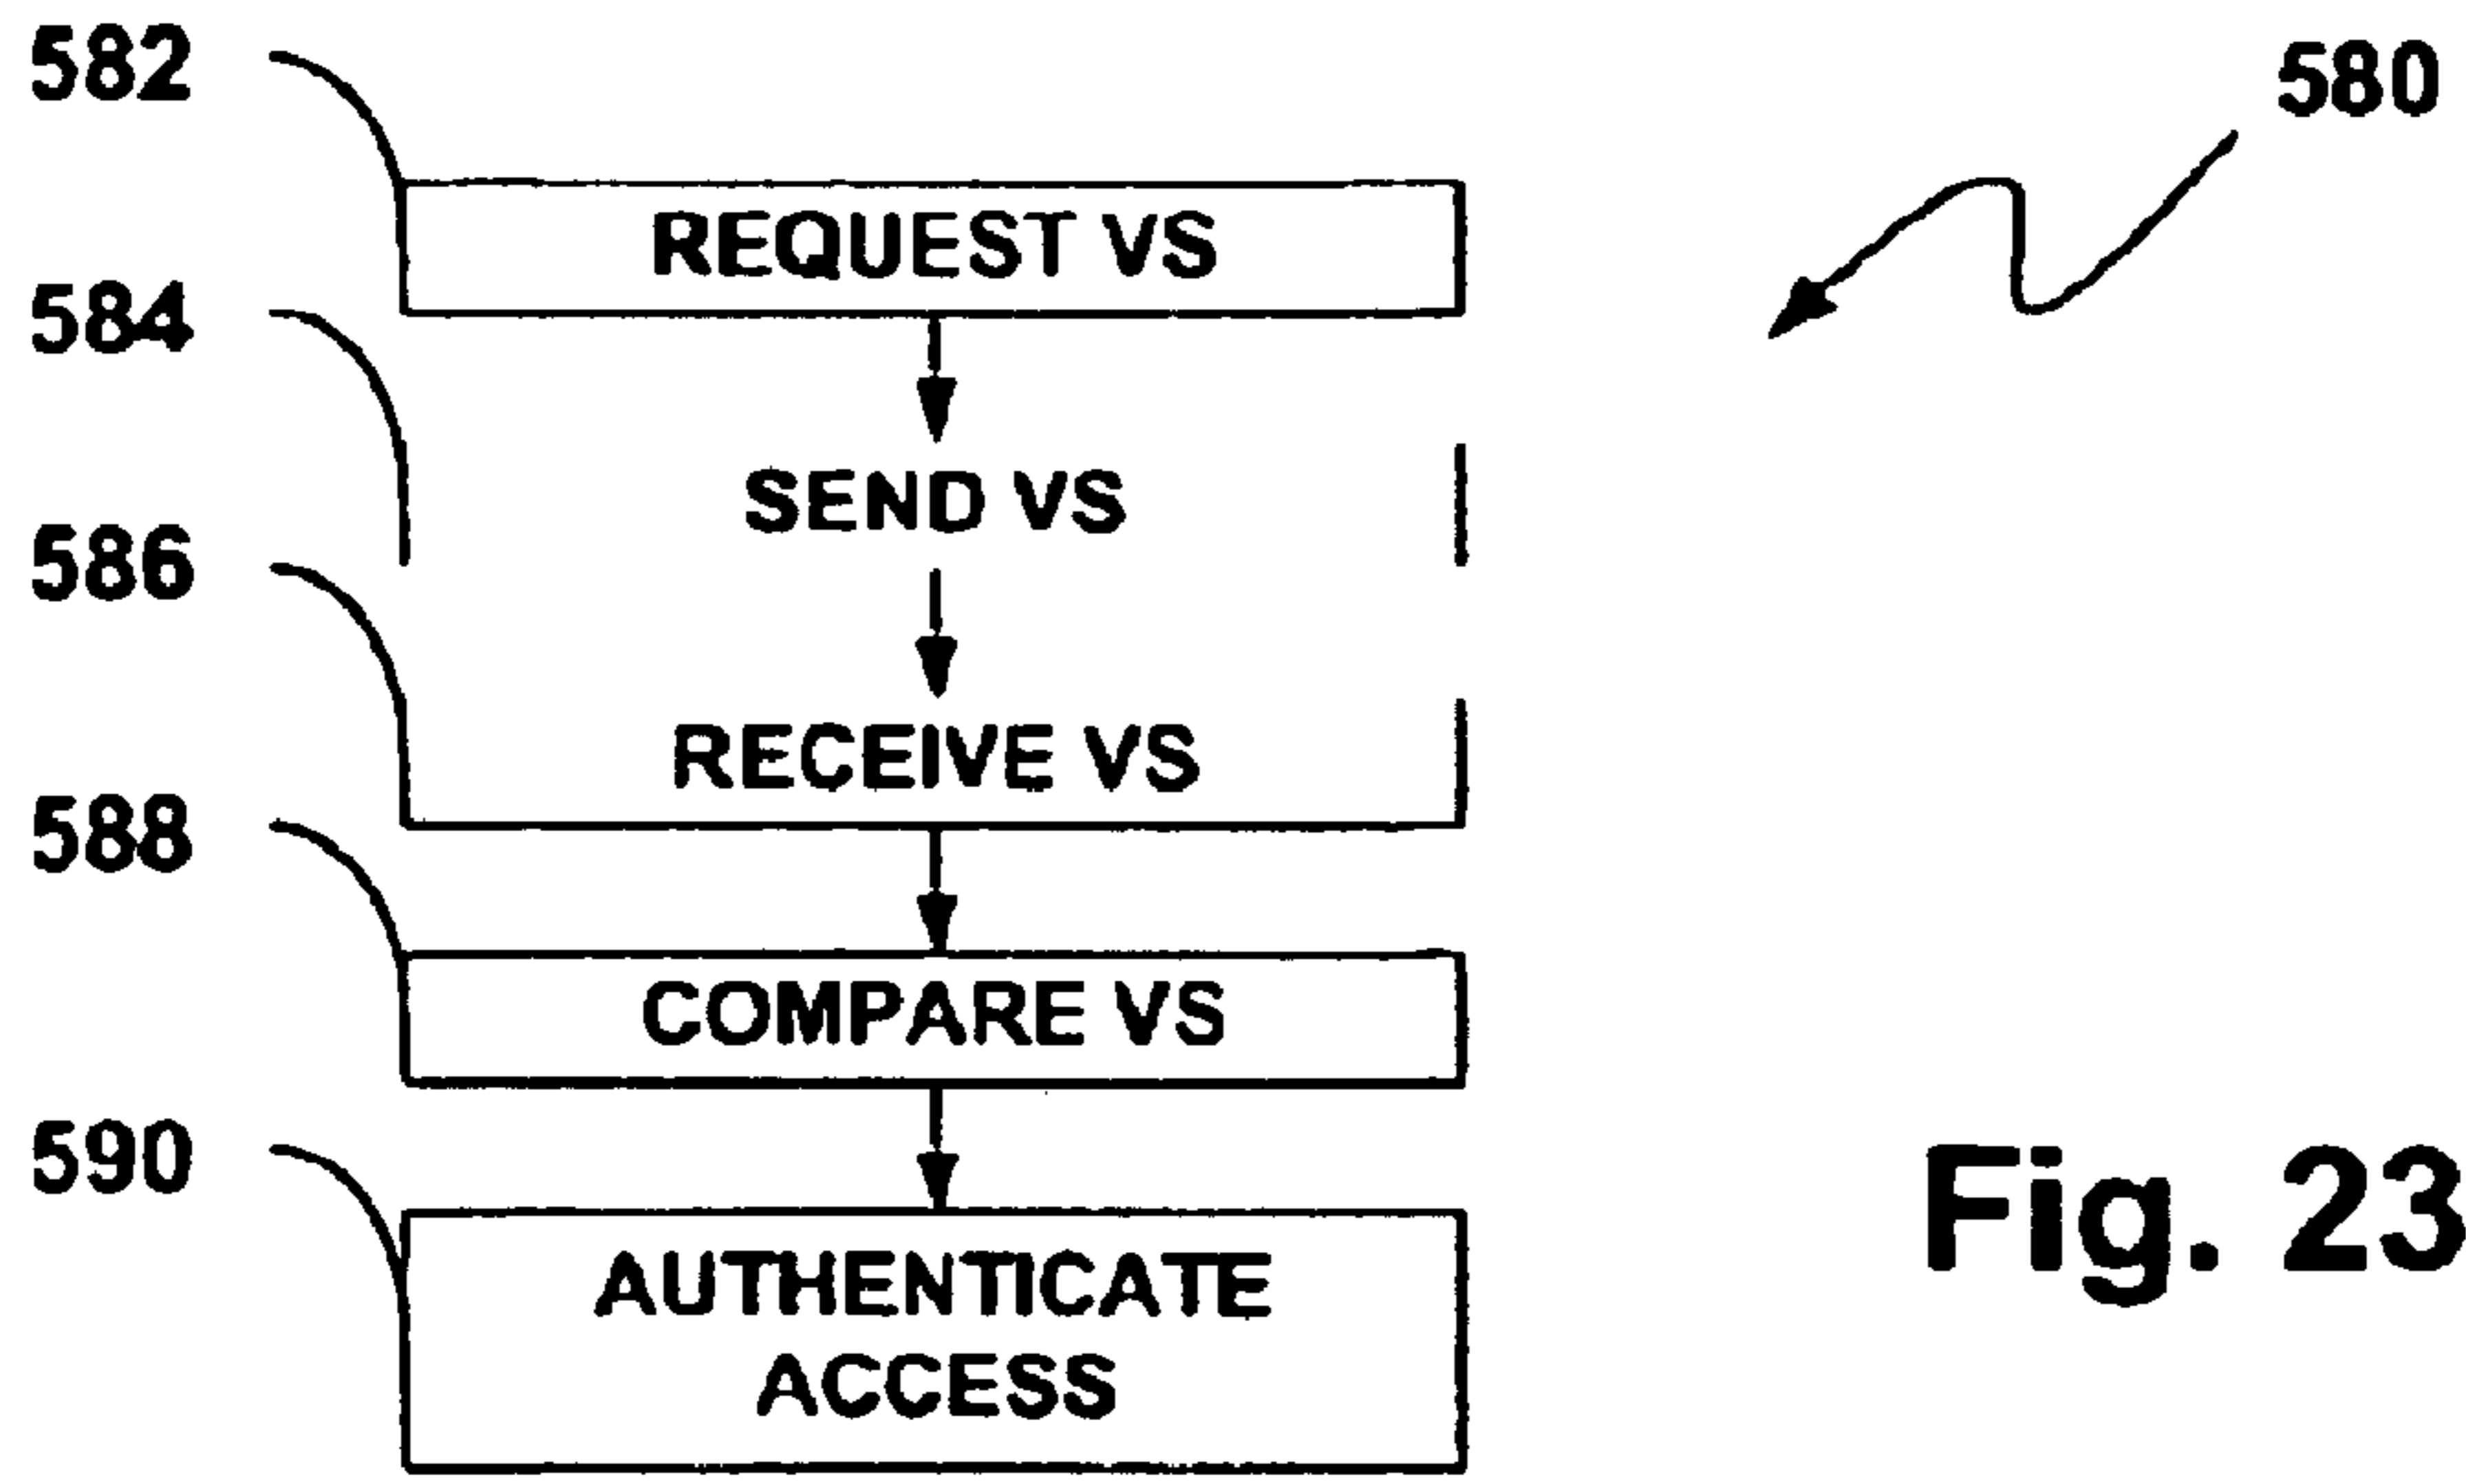 582
580
REQUEST VS
584
SEND VS
586
RECEIVE VS
588
COMPARE VS
590
AUTHENTICATE
ACCESS
Fig. 23